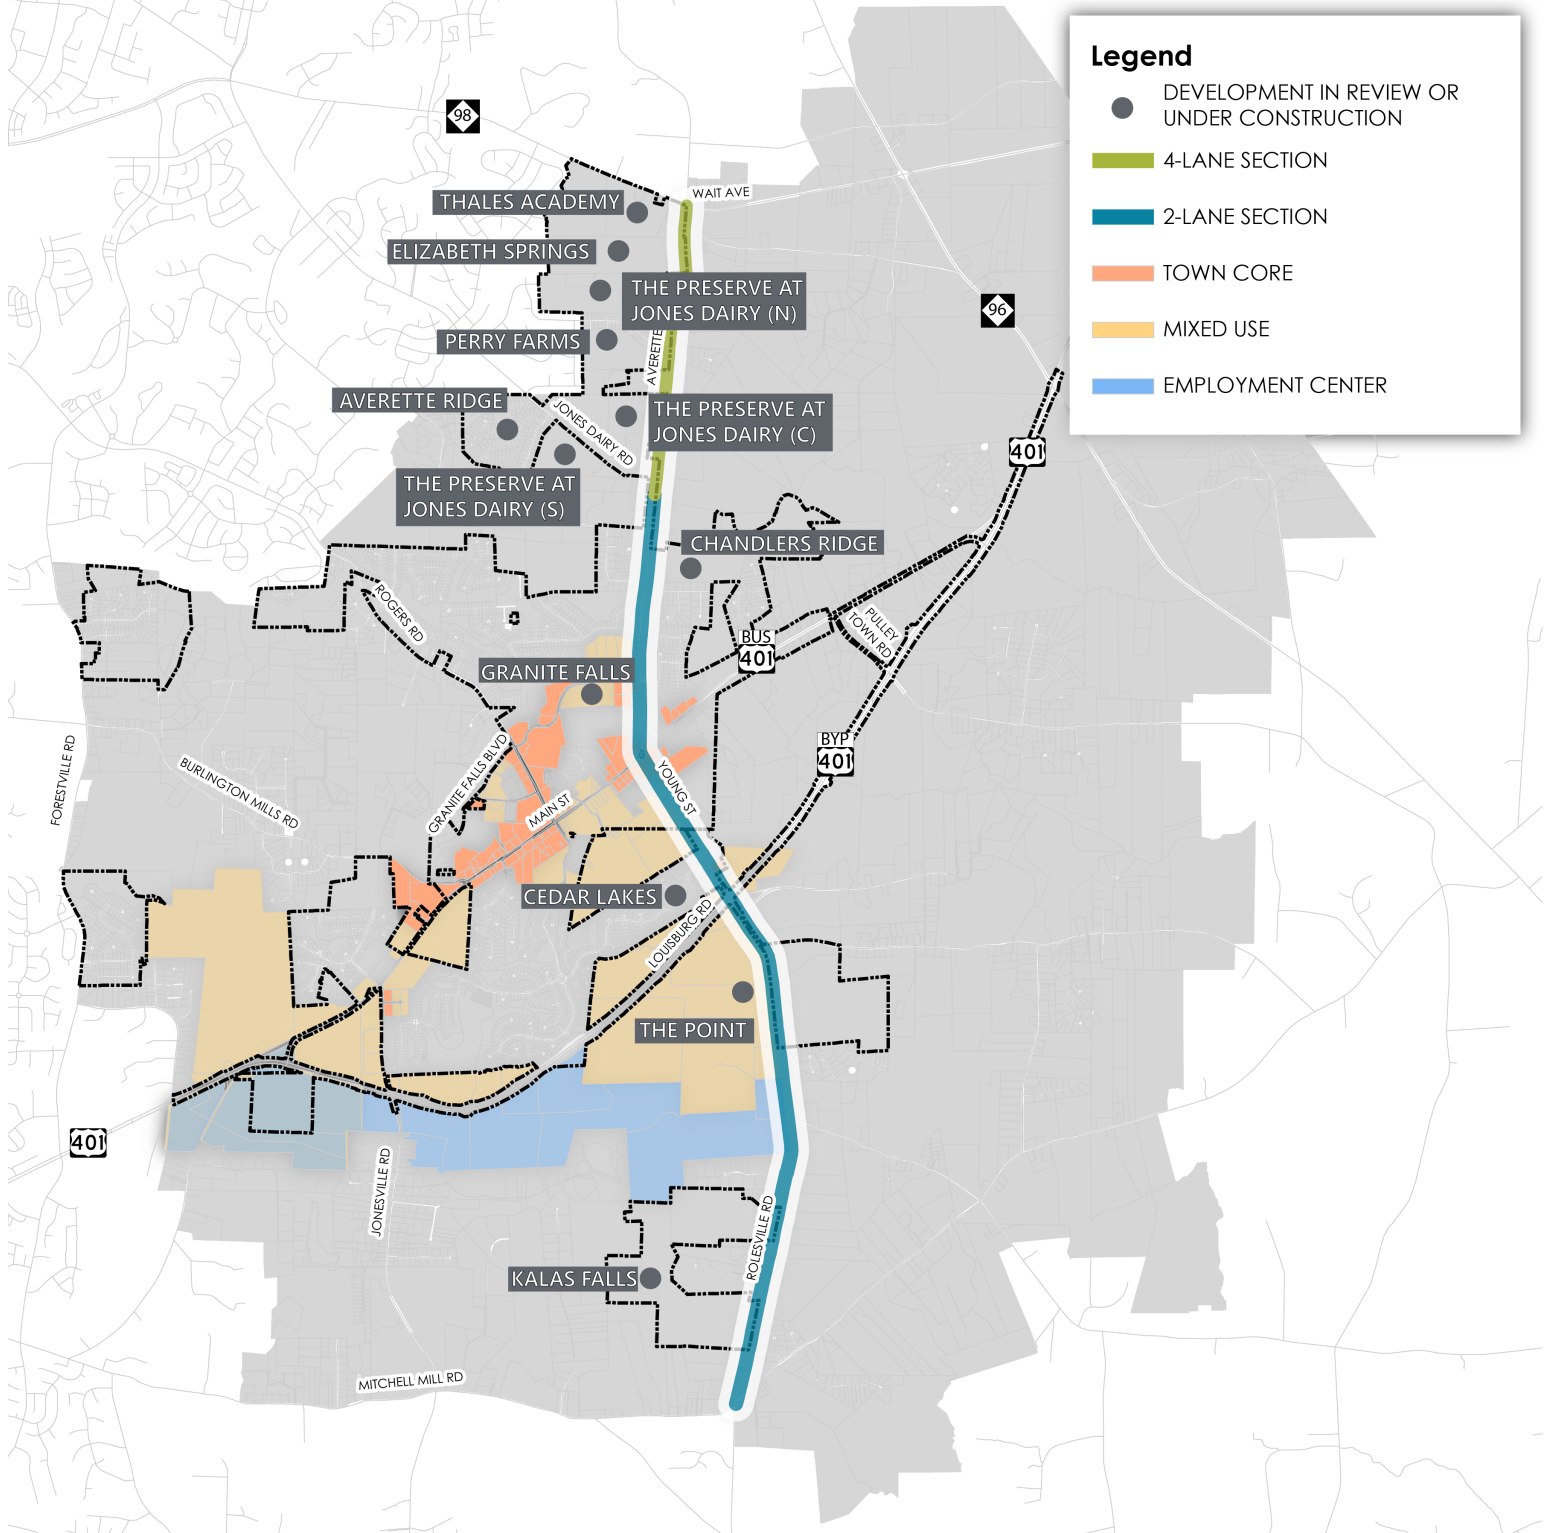 Legend
DEVELOPMENT IN REVIEW OR
UNDER CONSTRUCTION
4-LANE SECTION
2-LANE SECTION
TOWN CORE
MIXED USE
EMPLOYMENT CENTER
98
WAIT AVE
THALES ACADEMY
ELIZABETH SPRINGS
THE PRESERVE AT
JONES DAIRY (N)
96
PERRY FARMS
AVERETTE
AVERETTE RIDGE
JONES DAIRY RD
THE PRESERVE AT
JONES DAIRY (C)
401
THE PRESERVE AT
JONES DAIRY (S)
CHANDLERS RIDGE
ROGERS RD
PULLEY
TOWN RD
BUS
401
GRANITE FALLS
BYP
401
FORESTVILLE RD
BURLINGTON MILLS RD
GRANITE FALLS BLVD
MAIN ST
YOUNG ST
CEDAR LAKES
LOUISBURG RD
THE POINT
401
JONESVILLE RD
ROLESVILLE RD
KALAS FALLS
MITCHELL MILL RD